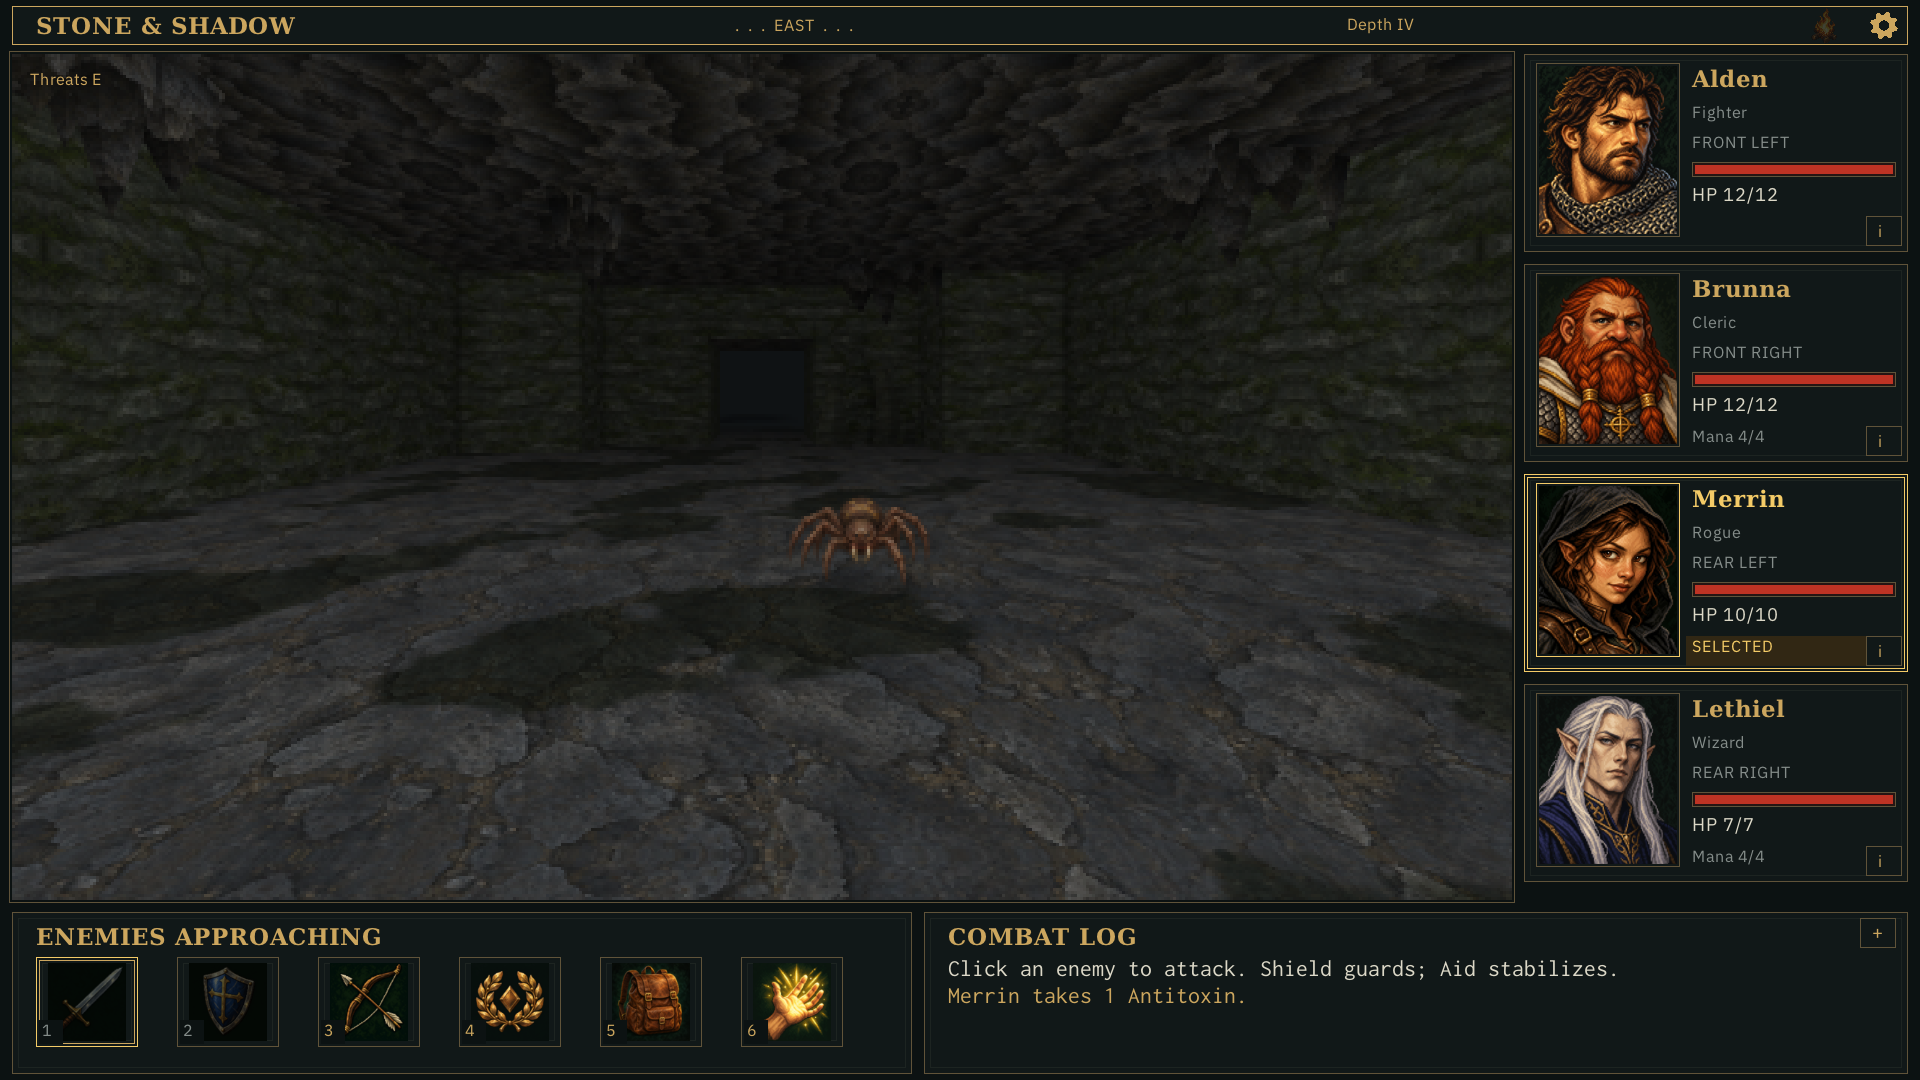 STONE & SHADOW
. . . EAST . . .
Depth IV
Threats E
Alden
Fighter
FRONT LEFT
HP 12/12
i
Brunna
Cleric
FRONT RIGHT
HP 12/12
Mana 4/4
i
Merrin
Rogue
REAR LEFT
HP 10/10
SELECTED
i
Lethiel
Wizard
REAR RIGHT
HP 7/7
Mana 4/4
i
ENEMIES APPROACHING
1
2
3
4
5
6
COMBAT LOG
+
Click an enemy to attack. Shield guards; Aid stabilizes.
Merrin takes 1 Antitoxin.